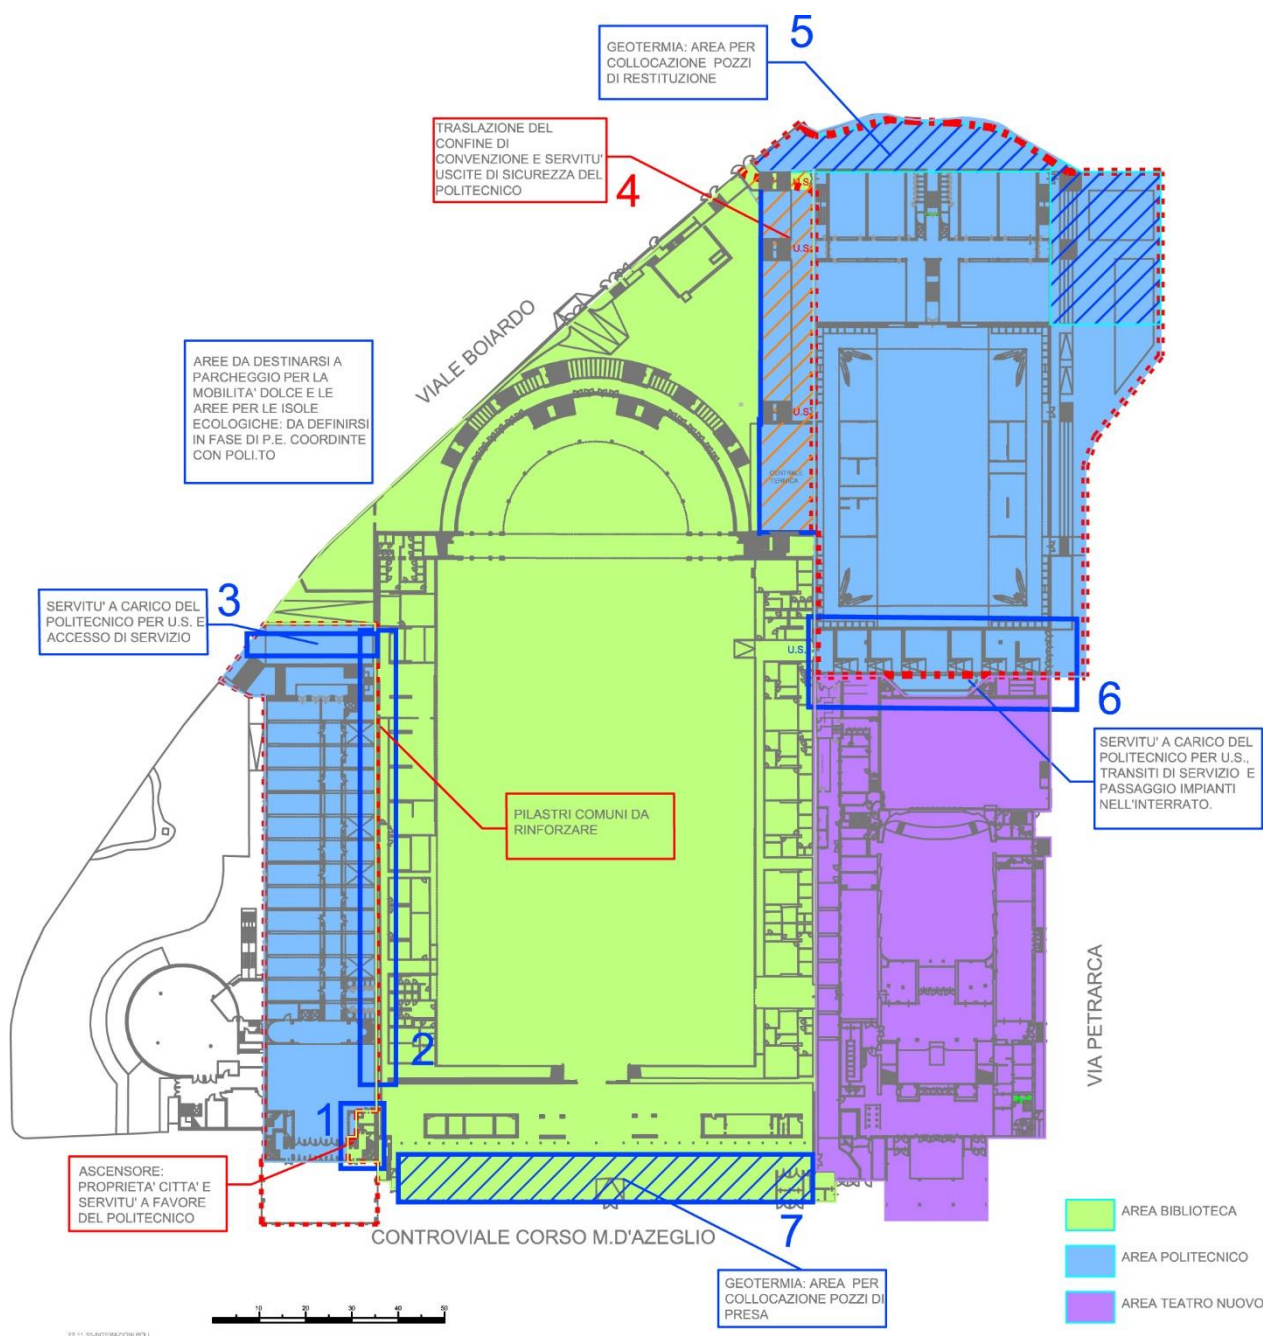 GEOTERMIA: AREA PER
COLLOCAZIONE POZZI
DI RESTITUZIONE
5
TRASLAZIONE DEL
CONFINE DI
CONVENZIONE E SERVITU'
USCITE DI SICUREZZA DEL
POLITECNICO
4
U.S.
U.S.
U.S.
CENTRALE
TERMICA
VIALE BOIARDO
AREE DA DESTINARSI A
PARCHEGGIO PER LA
MOBILITA' DOLCE E LE
AREE PER LE ISOLE
ECOLOGICHE: DA DEFINIRSI
IN FASE DI P.E. COORDINTE
CON POLI.TO
3
SERVITU' A CARICO DEL
POLITECNICO PER U.S. E
ACCESSO DI SERVIZIO
U.S.
6
SERVITU' A CARICO DEL
POLITECNICO PER U.S.,
TRANSITI DI SERVIZIO E
PASSAGGIO IMPIANTI
NELL'INTERRATO.
PILASTRI COMUNI DA
RINFORZARE
2
VIA PETRARCA
1
ASCENSORE:
PROPRIETA' CITTA' E
SERVITU' A FAVORE
DEL POLITECNICO
CONTROVIALE CORSO M.D'AZEGLIO
7
GEOTERMIA: AREA PER
COLLOCAZIONE POZZI DI
PRESA
AREA BIBLIOTECA
AREA POLITECNICO
AREA TEATRO NUOVO
10 20 30 40 50